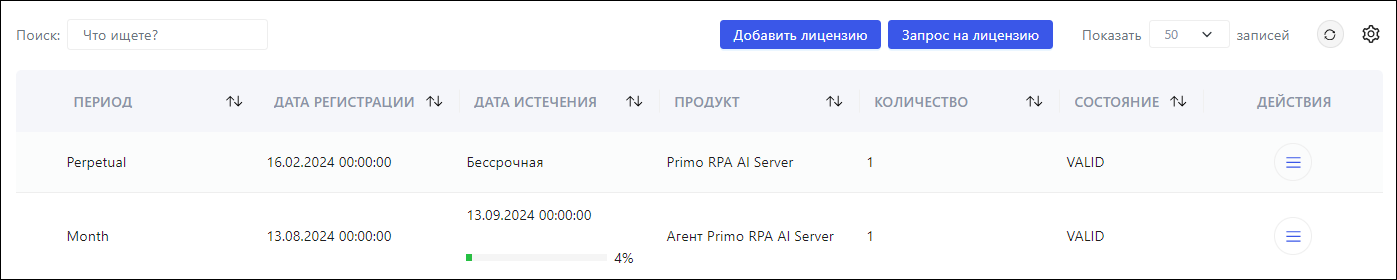 Поиск: Что ищете? Добавить лицензию Запрос на лицензию Показать 50 записей
ПЕРИОД ДАТА РЕГИСТРАЦИИ ДАТА ИСТЕЧЕНИЯ ПРОДУКТ КОЛИЧЕСТВО СОСТОЯНИЕ ДЕЙСТВИЯ
Perpetual 16.02.2024 00:00:00 Бессрочная Primo RPA AI Server 1 VALID
13.09.2024 00:00:00
Month 13.08.2024 00:00:00 Агент Primo RPA AI Server 1 VALID
4%